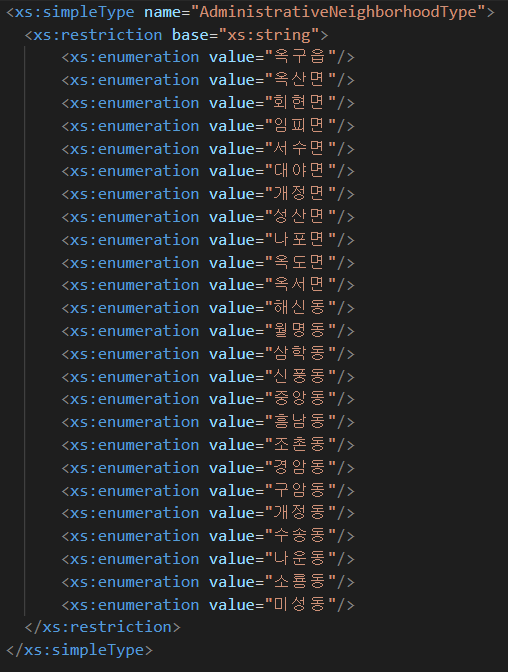 <xs:simpleType name="AdministrativeNeighborhoodType">
<xs:restriction base="xs:string">
<xs:enumeration value="옥구읍"/>
<xs:enumeration value="옥산면"/>
<xs:enumeration value="회현면"/>
<xs:enumeration value="임피면"/>
<xs:enumeration value="서수면"/>
<xs:enumeration value="대야면"/>
<xs:enumeration value="개정면"/>
<xs:enumeration value="성산면"/>
<xs:enumeration value="나포면"/>
<xs:enumeration value="옥도면"/>
<xs:enumeration value="옥서면"/>
<xs:enumeration value="해신동"/>
<xs:enumeration value="월명동"/>
<xs:enumeration value="삼학동"/>
<xs:enumeration value="신풍동"/>
<xs:enumeration value="중앙동"/>
<xs:enumeration value="흥남동"/>
<xs:enumeration value="조촌동"/>
<xs:enumeration value="경암동"/>
<xs:enumeration value="구암동"/>
<xs:enumeration value="개정동"/>
<xs:enumeration value="수송동"/>
<xs:enumeration value="나운동"/>
<xs:enumeration value="소룡동"/>
<xs:enumeration value="미성동"/>
</xs:restriction>
</xs:simpleType>